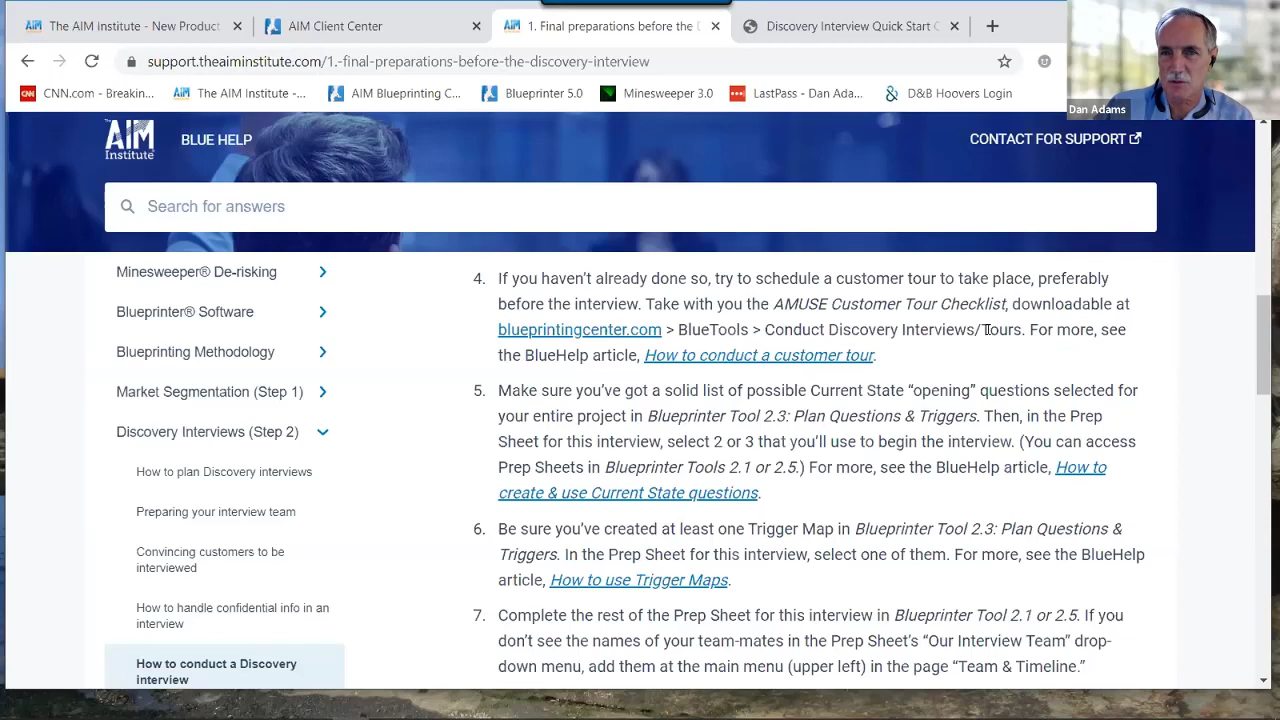 The AIM Institute - New Product
AIM Client Center
1. Final preparations before the D
Discovery Interview Quick Start G
support.theaiminstitute.com/1.-final-preparations-before-the-discovery-interview
CNN.com - Breakin...
The AIM Institute -...
AIM Blueprinting C...
Blueprinter 5.0
Minesweeper 3.0
LastPass - Dan Ada...
D&B Hoovers Login
Dan Adams
The AIM Institute
BLUE HELP
CONTACT FOR SUPPORT
Search for answers
Minesweeper® De-risking
Blueprinter® Software
Blueprinting Methodology
Market Segmentation (Step 1)
Discovery Interviews (Step 2)
How to plan Discovery interviews
Preparing your interview team
Convincing customers to be
interviewed
How to handle confidential info in an
interview
How to conduct a Discovery
interview
4. If you haven't already done so, try to schedule a customer tour to take place, preferably
before the interview. Take with you the AMUSE Customer Tour Checklist, downloadable at
blueprintingcenter.com > BlueTools > Conduct Discovery Interviews/Tours. For more, see
the BlueHelp article, How to conduct a customer tour.
5. Make sure you've got a solid list of possible Current State “opening” questions selected for
your entire project in Blueprinter Tool 2.3: Plan Questions & Triggers. Then, in the Prep
Sheet for this interview, select 2 or 3 that you'll use to begin the interview. (You can access
Prep Sheets in Blueprinter Tools 2.1 or 2.5.) For more, see the BlueHelp article, How to
create & use Current State questions.
6. Be sure you've created at least one Trigger Map in Blueprinter Tool 2.3: Plan Questions &
Triggers. In the Prep Sheet for this interview, select one of them. For more, see the BlueHelp
article, How to use Trigger Maps.
7. Complete the rest of the Prep Sheet for this interview in Blueprinter Tool 2.1 or 2.5. If you
don't see the names of your team-mates in the Prep Sheet's “Our Interview Team” drop-
down menu, add them at the main menu (upper left) in the page “Team & Timeline.”